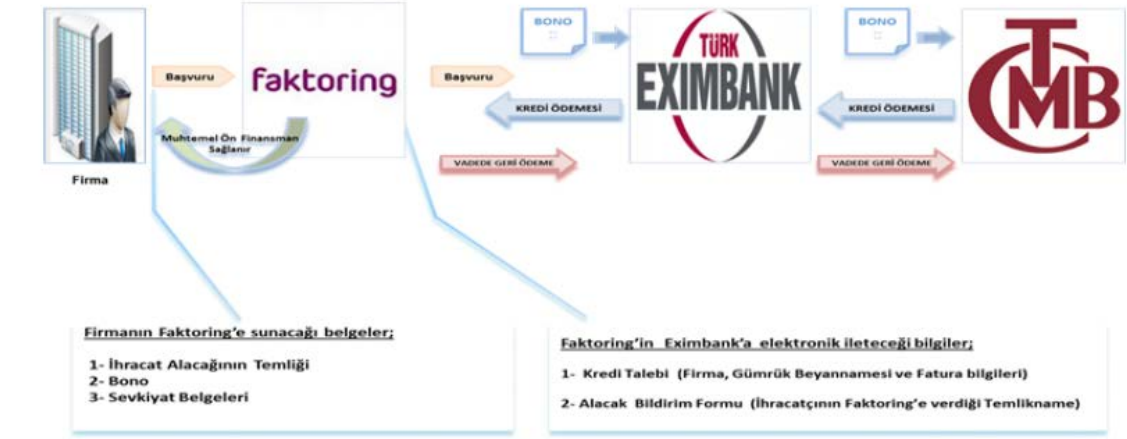 BONO
BONO
TÜRK
EXIMBANK
TCMB
Başvuru
faktoring
Başvuru
KREDİ ÖDEMESİ
KREDİ ÖDEMESİ
Muhtemel Ön Finansman
Sağlanır
VADEDE GERİ ÖDEME
VADEDE GERİ ÖDEME
Firma
Firmanın Faktoring'e sunacağı belgeler;
1- İhracat Alacağının Temliği
2- Bono
3- Sevkiyat Belgeleri
Faktoring'in Eximbank'a elektronik ileteceği bilgiler;
1- Kredi Talebi (Firma, Gümrük Beyannamesi ve Fatura bilgileri)
2- Alacak Bildirim Formu (İhracatçının Faktoring'e verdiği Temlikname)